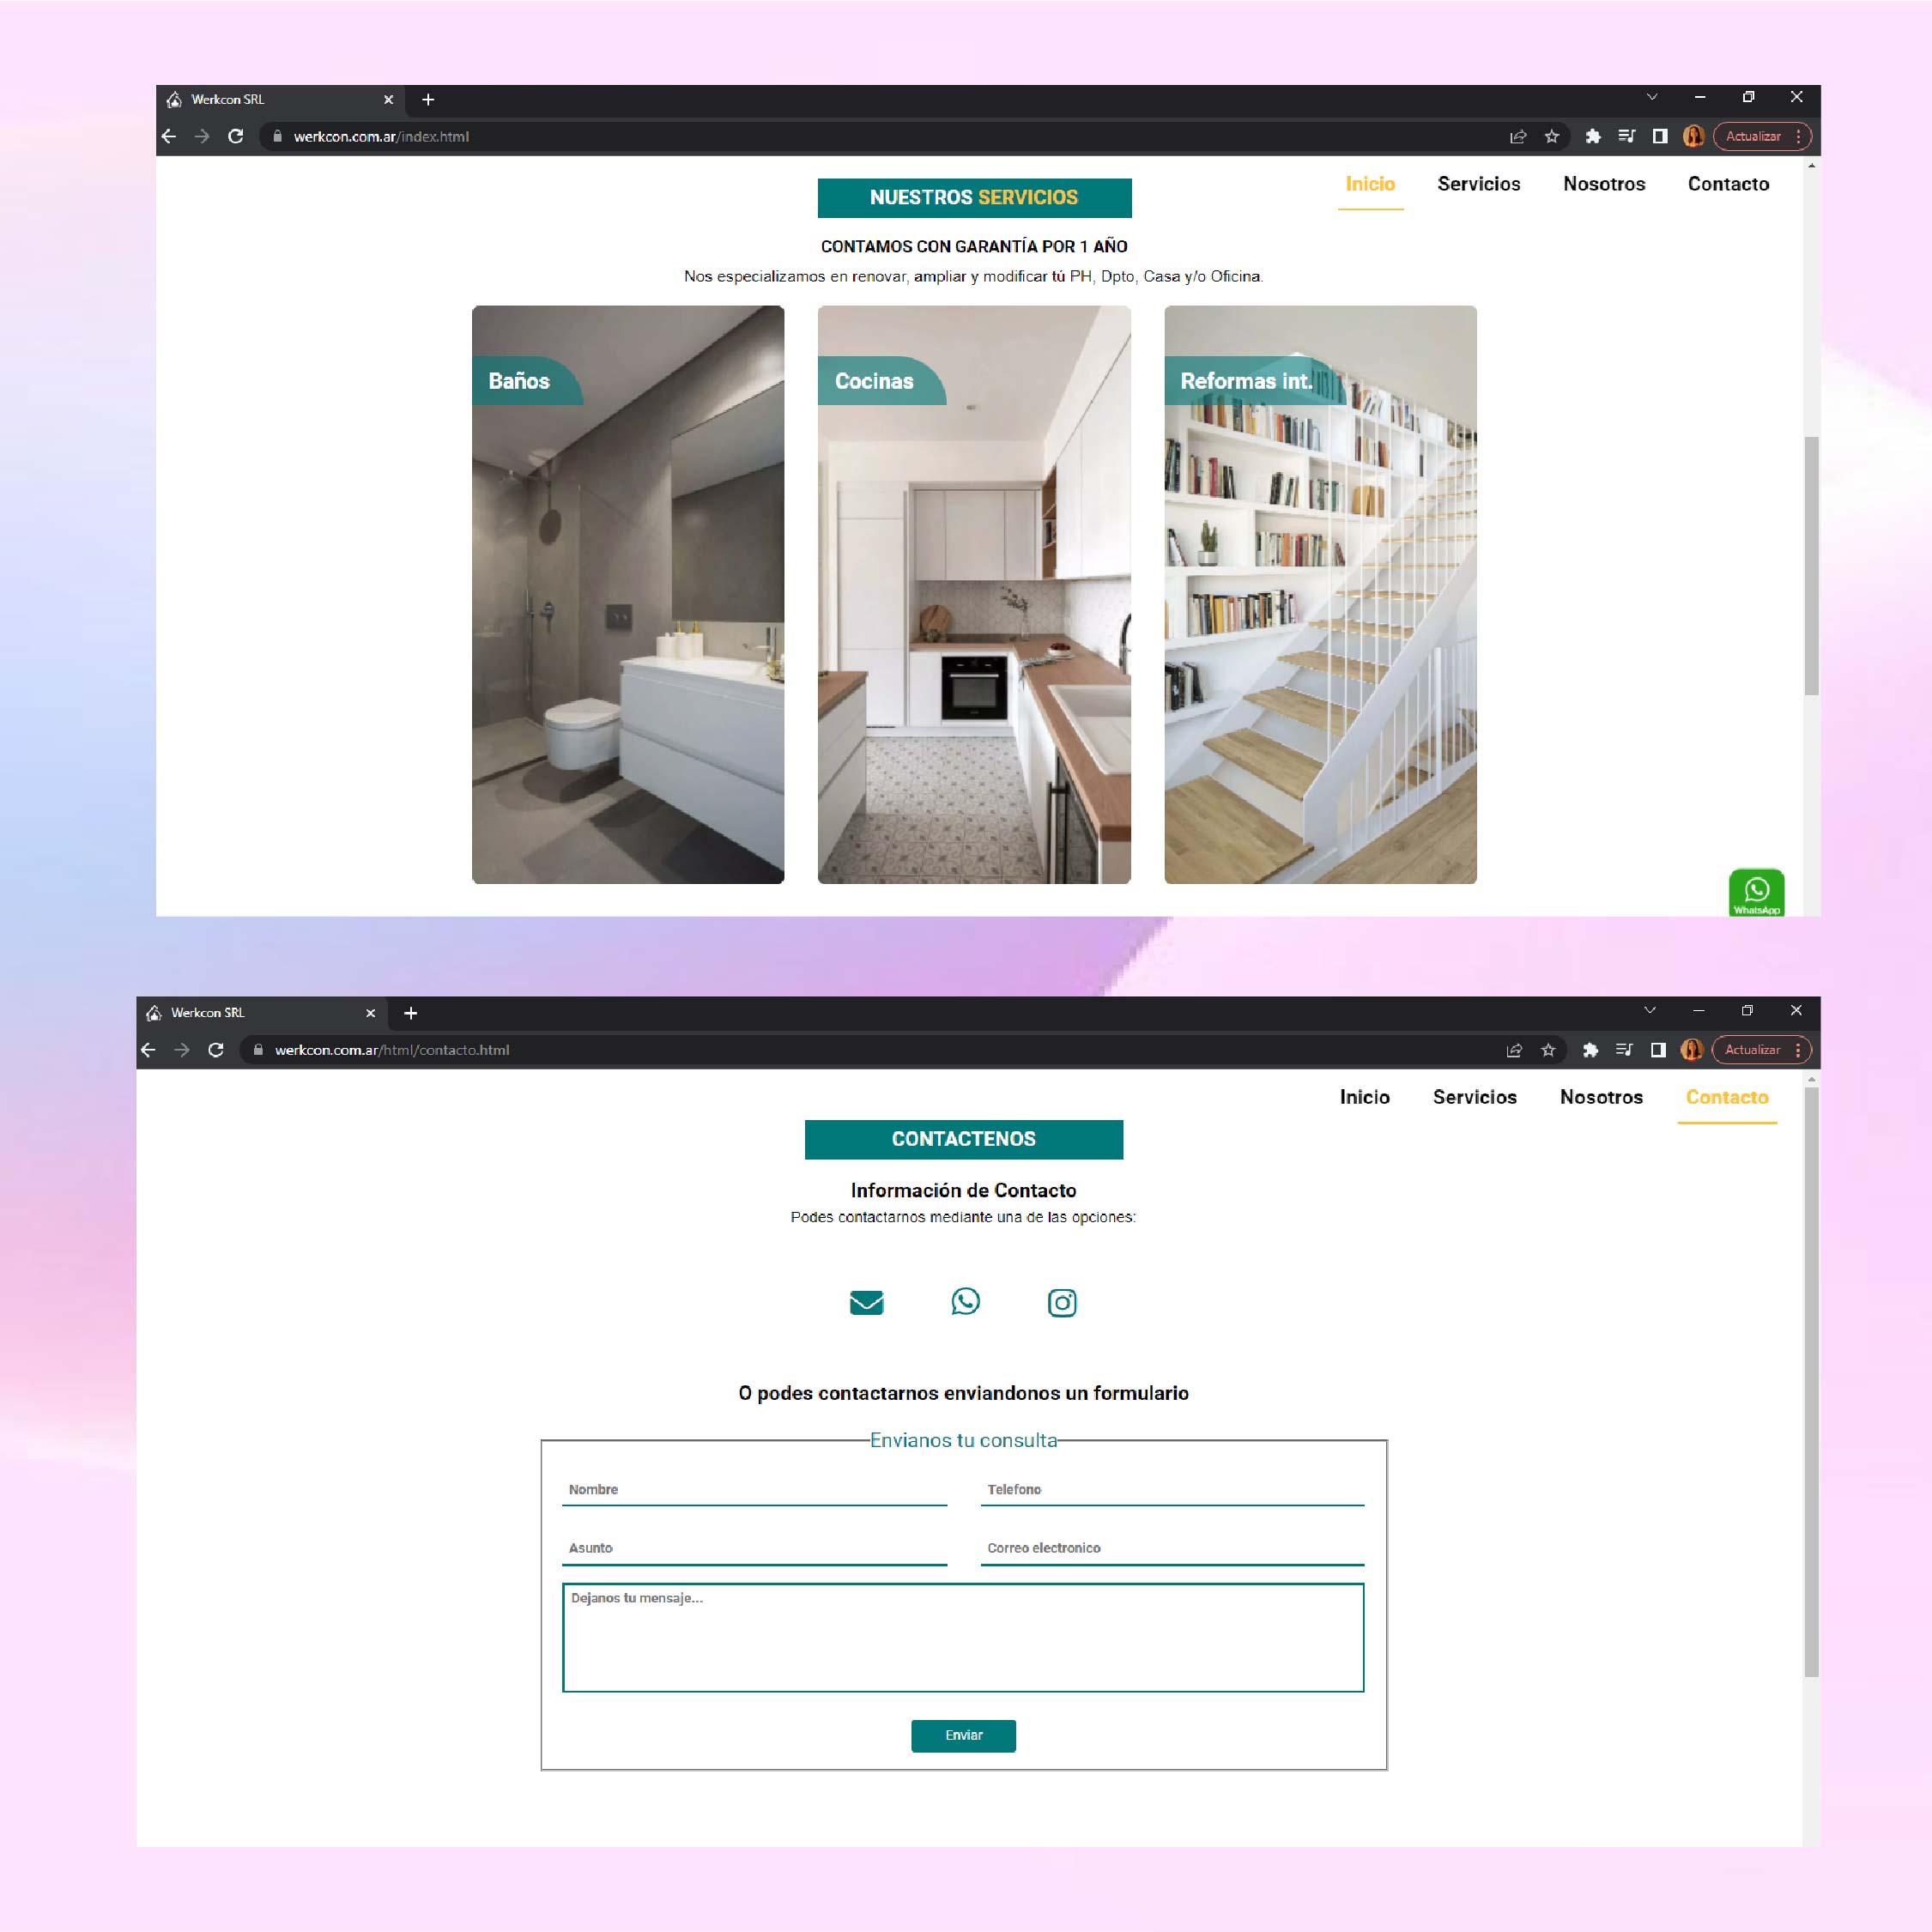 Werkcon SRL
werkcon.com.ar/index.html
Actualizar
Inicio Servicios Nosotros Contacto
NUESTROS SERVICIOS
CONTAMOS CON GARANTÍA POR 1 AÑO
Nos especializamos en renovar, ampliar y modificar tú PH, Dpto, Casa y/o Oficina.
Baños
Cocinas
Reformas int.
WhatsApp
Werkcon SRL
werkcon.com.ar/html/contacto.html
Actualizar
Inicio Servicios Nosotros Contacto
CONTACTENOS
Información de Contacto
Podes contactarnos mediante una de las opciones:
O podes contactarnos enviandonos un formulario
Envianos tu consulta
Nombre Telefono
Asunto Correo electronico
Dejanos tu mensaje...
Enviar